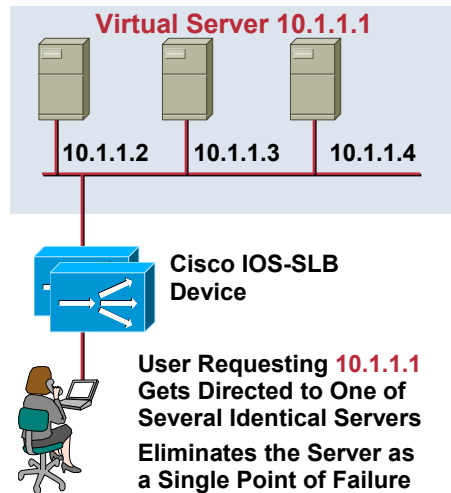 Virtual Server 10.1.1.1
10.1.1.2
10.1.1.3
10.1.1.4
Cisco IOS-SLB
Device
User Requesting 10.1.1.1
Gets Directed to One of
Several Identical Servers
Eliminates the Server as
a Single Point of Failure